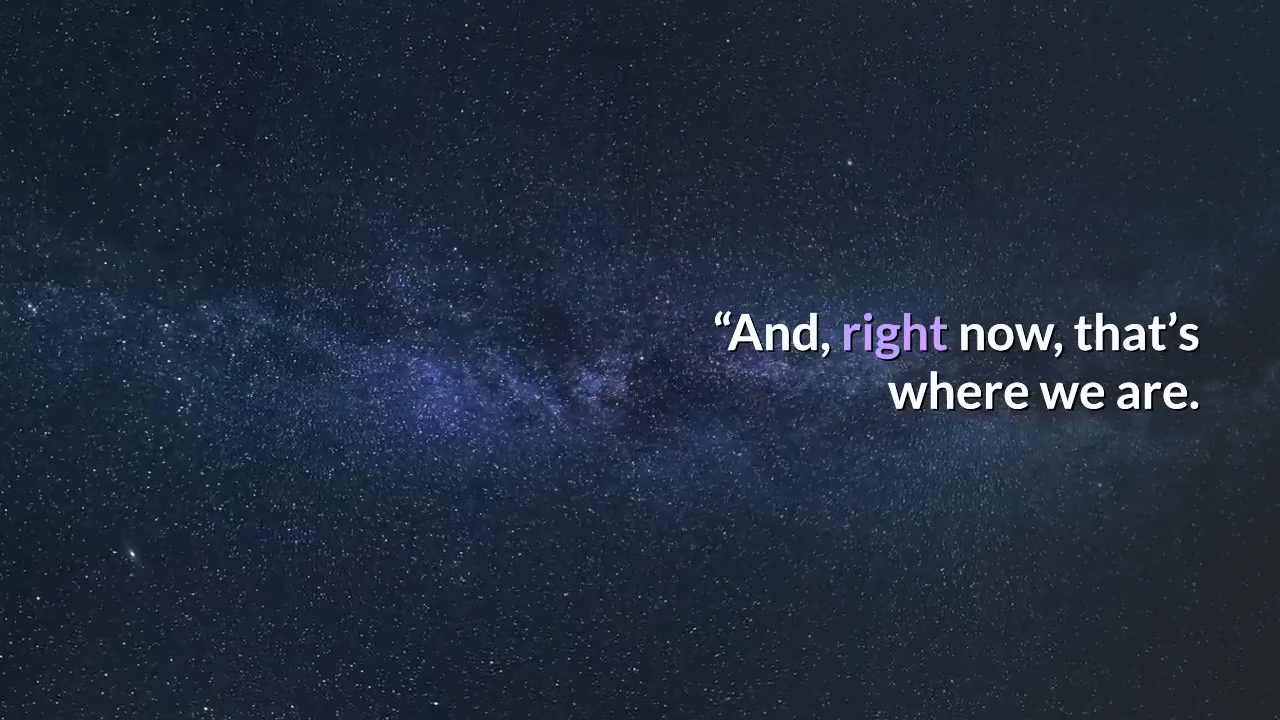 “And, right now, that’s
where we are.